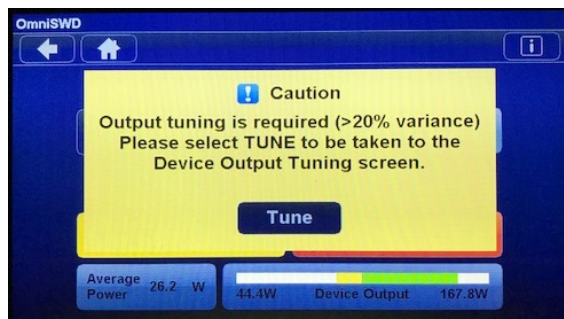 OmniSWD
Caution
Output tuning is required (>20% variance)
Please select TUNE to be taken to the
Device Output Tuning screen.
Tune
Average Power 26.2 W
44.4W Device Output 167.8W